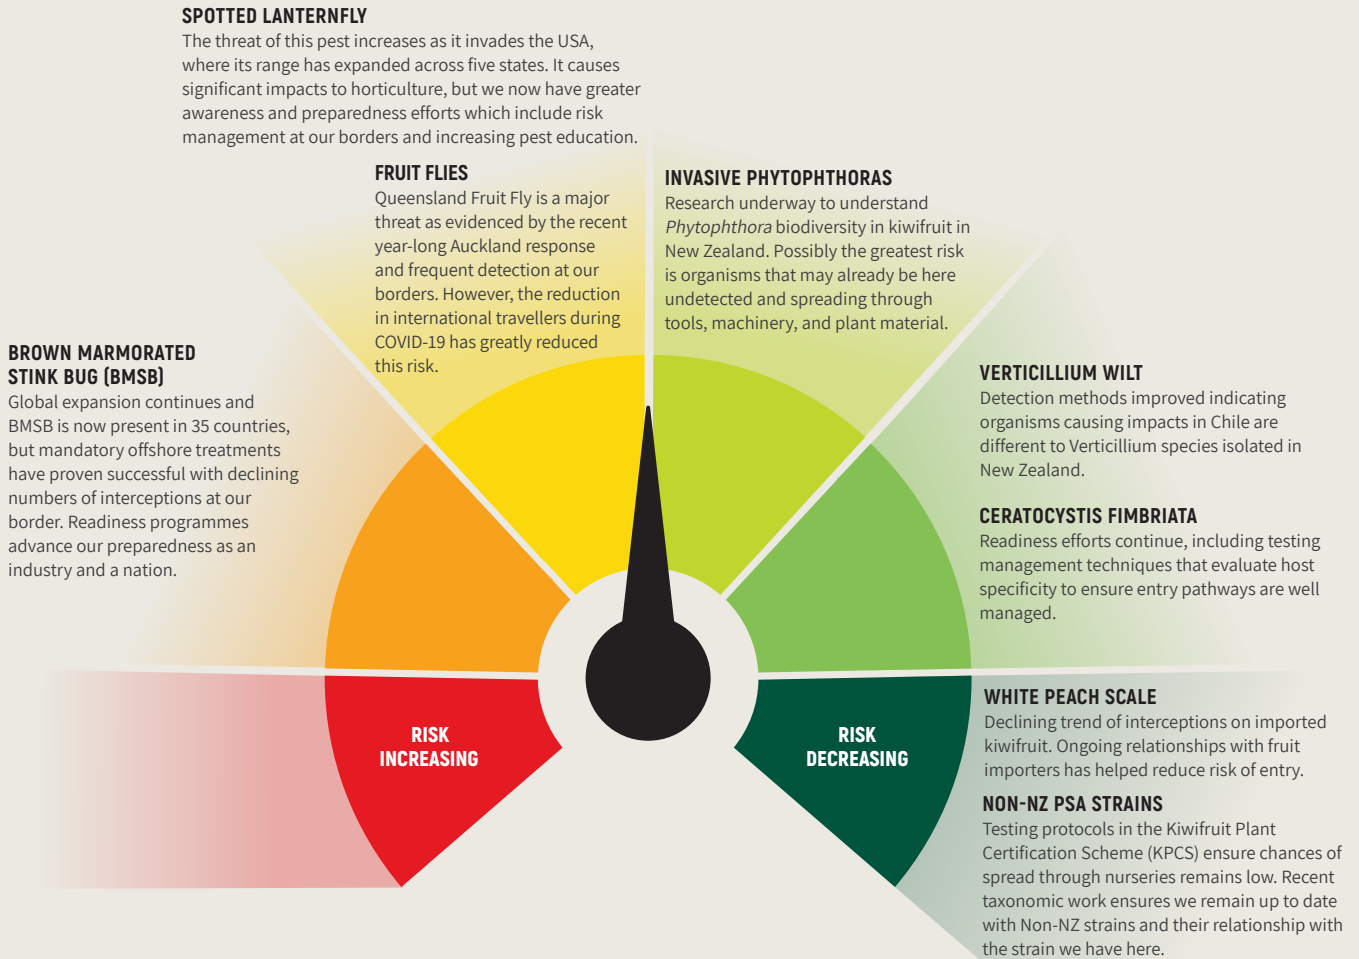 SPOTTED LANTERNFLY
The threat of this pest increases as it invades the USA,
where its range has expanded across five states. It causes
significant impacts to horticulture, but we now have greater
awareness and preparedness efforts which include risk
management at our borders and increasing pest education.
FRUIT FLIES
Queensland Fruit Fly is a major
threat as evidenced by the recent
year-long Auckland response
and frequent detection at our
borders. However, the reduction
in international travellers during
COVID-19 has greatly reduced
this risk.
INVASIVE PHYTOPHTHORAS
Research underway to understand
Phytophthora biodiversity in kiwifruit in
New Zealand. Possibly the greatest risk
is organisms that may already be here
undetected and spreading through
tools, machinery, and plant material.
BROWN MARMORATED
STINK BUG (BMSB)
Global expansion continues and
BMSB is now present in 35 countries,
but mandatory offshore treatments
have proven successful with declining
numbers of interceptions at our
border. Readiness programmes
advance our preparedness as an
industry and a nation.
VERTICILLIUM WILT
Detection methods improved indicating
organisms causing impacts in Chile are
different to Verticillium species isolated in
New Zealand.
CERATOCYSTIS FIMBRIATA
Readiness efforts continue, including testing
management techniques that evaluate host
specificity to ensure entry pathways are well
managed.
RISK
INCREASING
RISK
DECREASING
WHITE PEACH SCALE
Declining trend of interceptions on imported
kiwifruit. Ongoing relationships with fruit
importers has helped reduce risk of entry.
NON-NZ PSA STRAINS
Testing protocols in the Kiwifruit Plant
Certification Scheme (KPCS) ensure chances of
spread through nurseries remains low. Recent
taxonomic work ensures we remain up to date
with Non-NZ strains and their relationship with
the strain we have here.